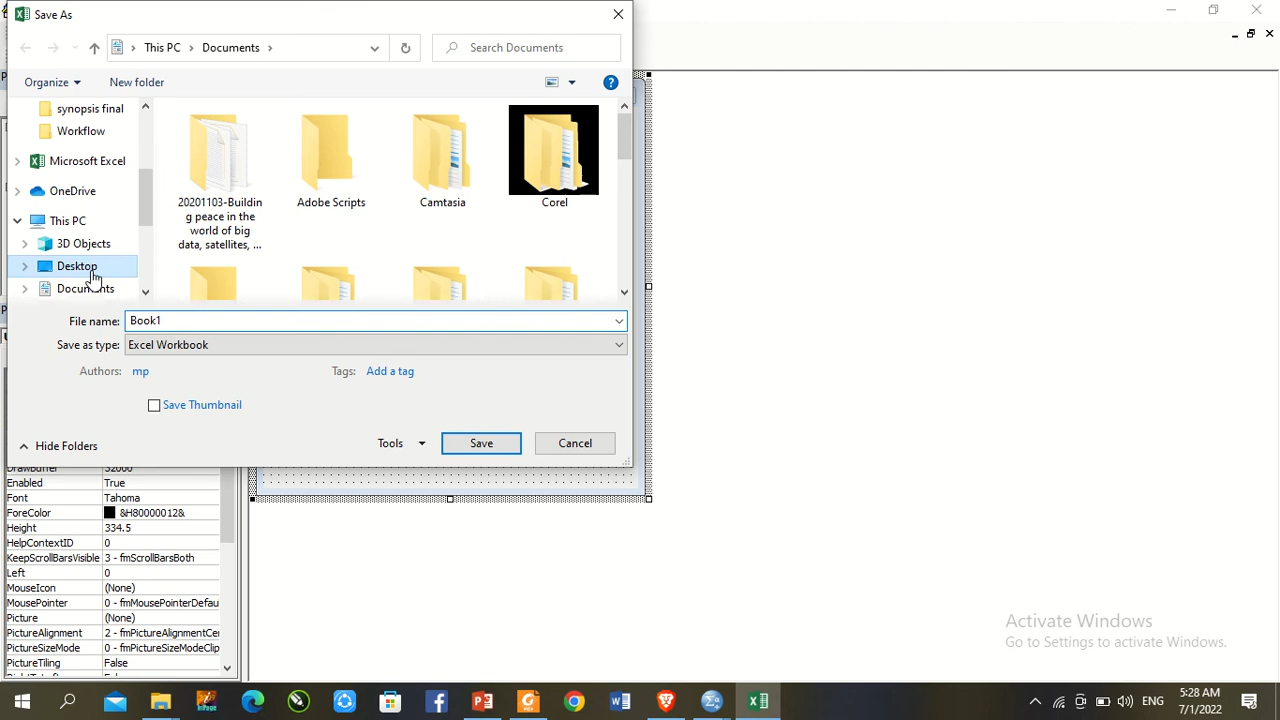 Save As
This PC
Documents
Search Documents
Organize
New folder
?
synopsis final
Workflow
Microsoft Excel
OneDrive
This PC
3D Objects
Desktop
Documents
20201103-Buildin
g peace in the
world of big
data, satellites, ...
Adobe Scripts
Camtasia
Corel
File name: Book1
Save as type: Excel Workbook
Authors: mp
Tags: Add a tag
Save Thumbnail
Hide Folders
Tools
Save
Cancel
DrawBuffer 32000
Enabled True
Font Tahoma
ForeColor &H80000012&
Height 334.5
HelpContextID 0
KeepScrollBarsVisible 3 - fmScrollBarsBoth
Left 0
MouseIcon (None)
MousePointer 0 - fmMousePointerDefau
Picture (None)
PictureAlignment 2 - fmPictureAlignmentCe
PictureSizeMode 0 - fmPictureSizeModeClip
PictureTiling False
Activate Windows
Go to Settings to activate Windows.
ENG
5:28 AM
7/1/2022